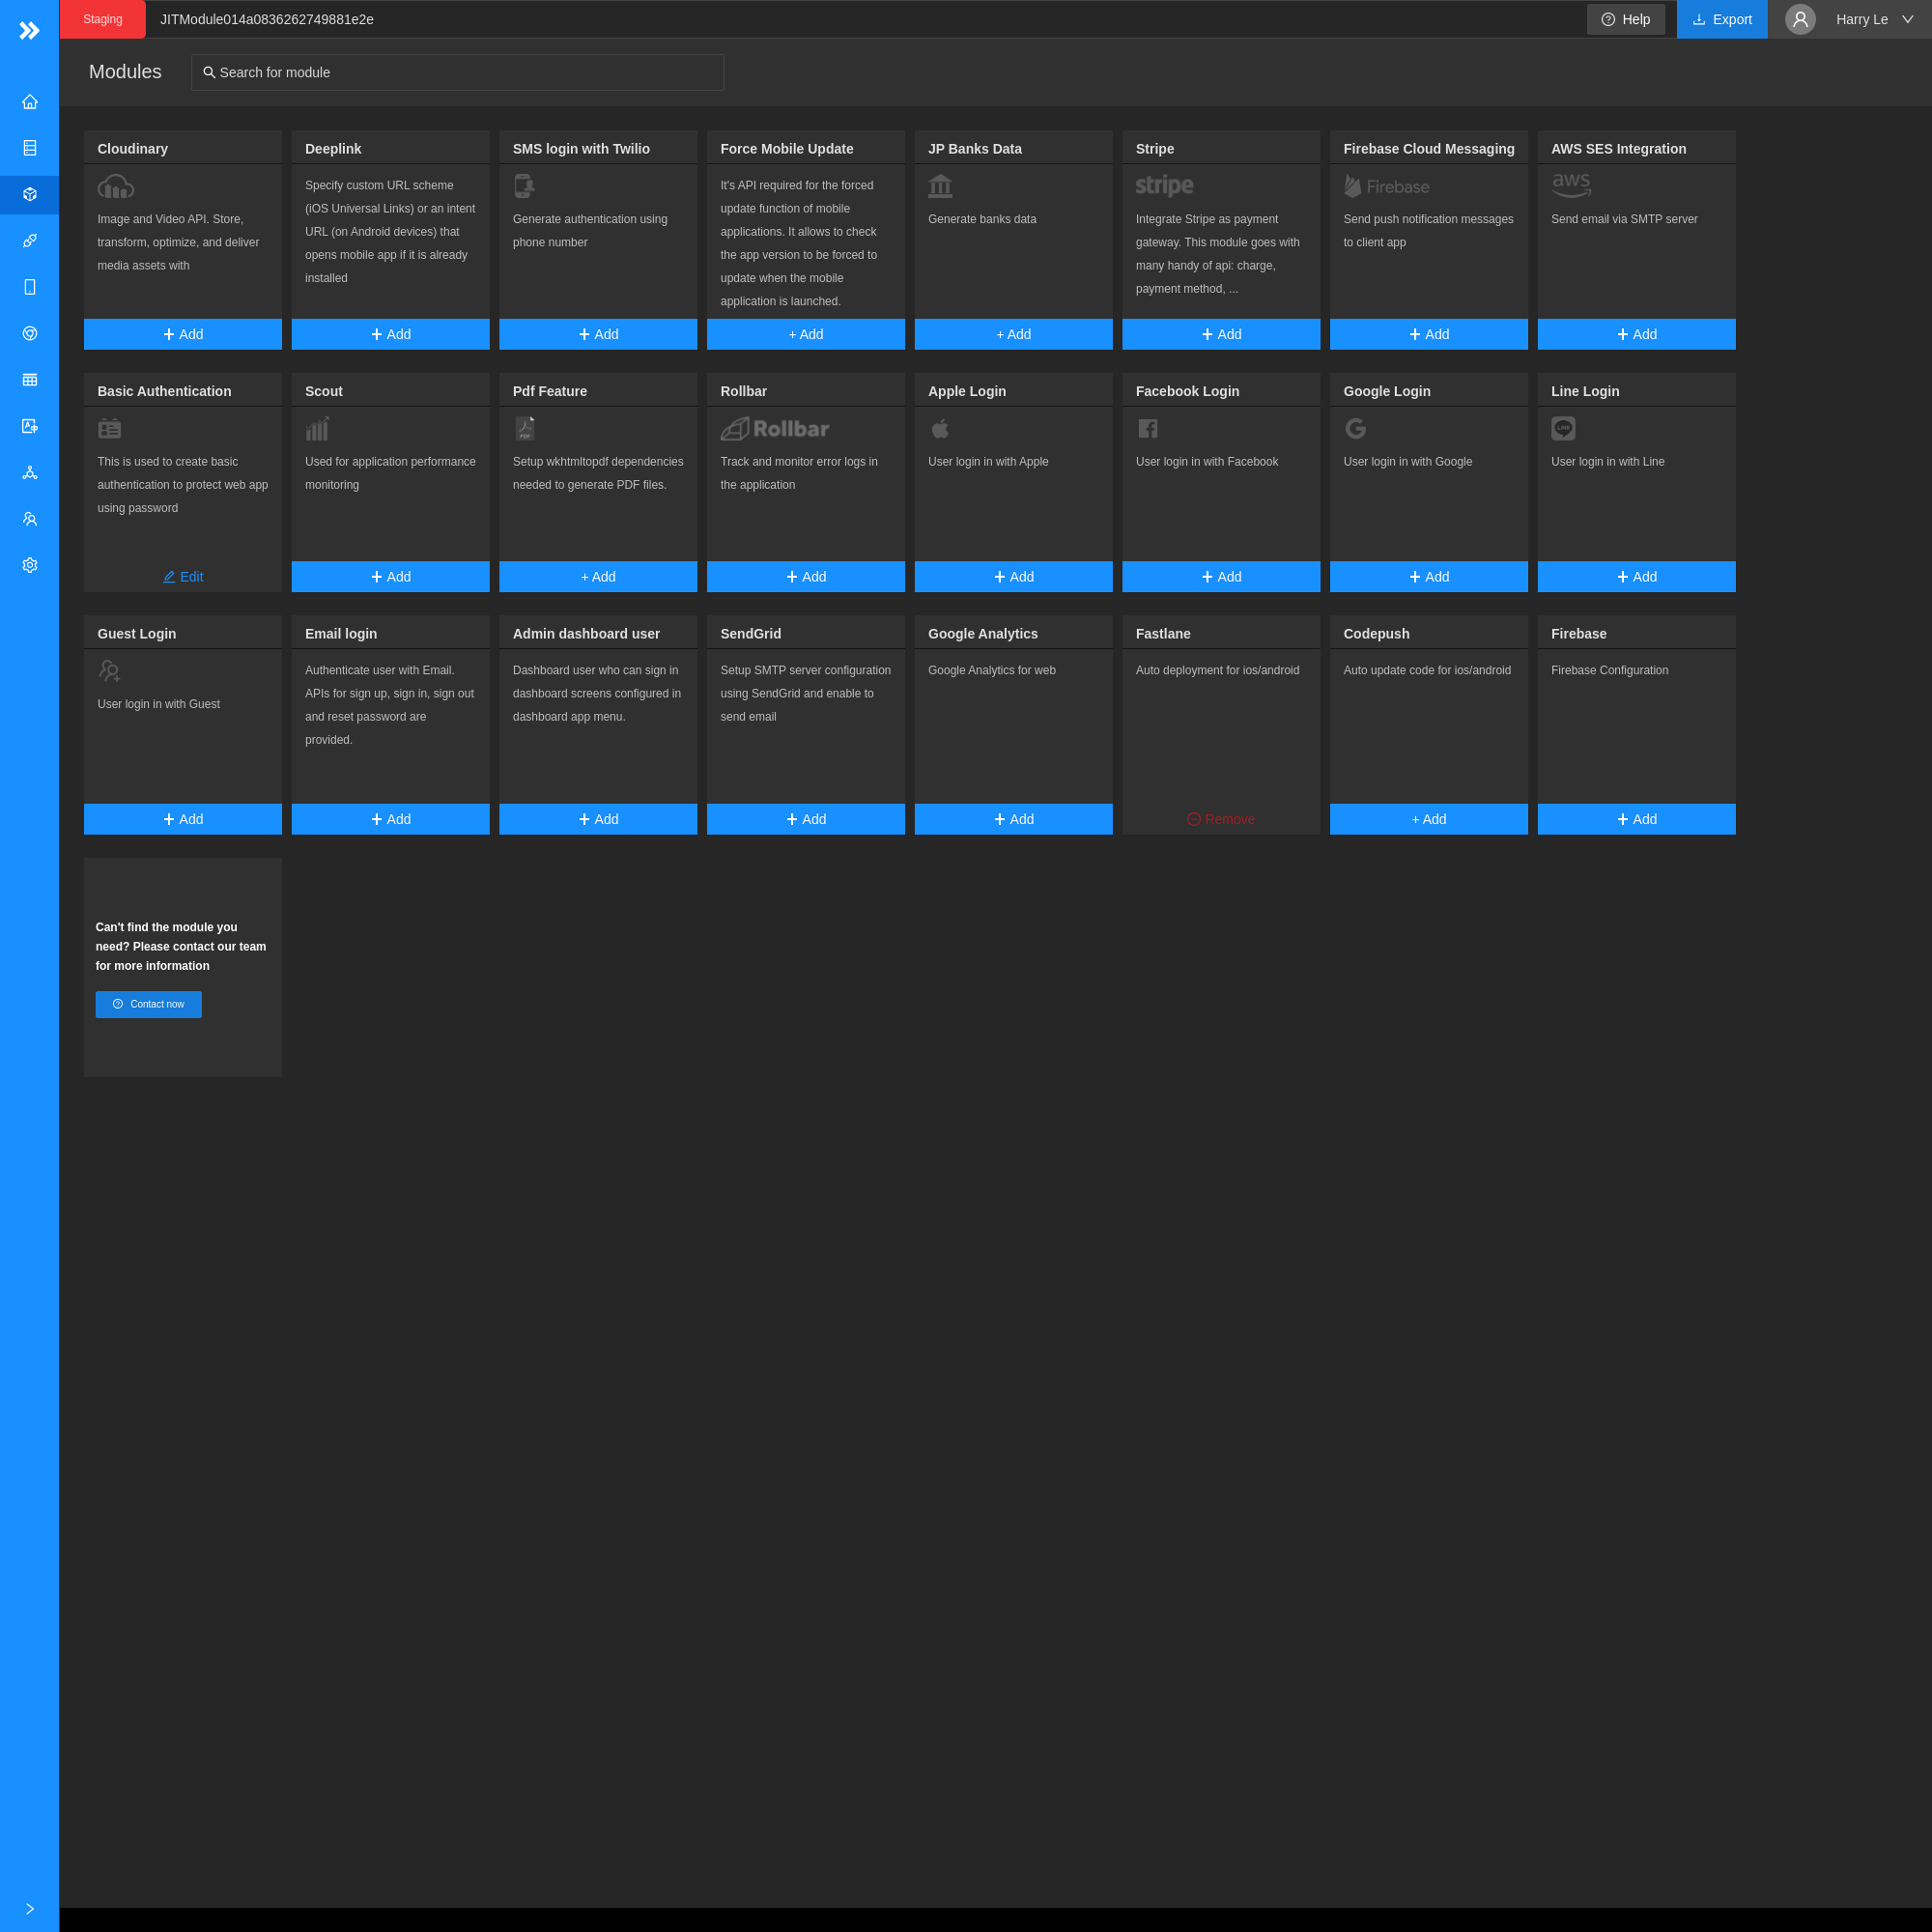 Staging
JITModule014a0836262749881e2e
Help
Export
Harry Le
Modules
Search for module
Cloudinary
Image and Video API. Store,
transform, optimize, and deliver
media assets with
+ Add
Deeplink
Specify custom URL scheme
(iOS Universal Links) or an intent
URL (on Android devices) that
opens mobile app if it is already
installed
+ Add
SMS login with Twilio
Generate authentication using
phone number
+ Add
Force Mobile Update
It's API required for the forced
update function of mobile
applications. It allows to check
the app version to be forced to
update when the mobile
application is launched.
+ Add
JP Banks Data
Generate banks data
+ Add
Stripe
stripe
Integrate Stripe as payment
gateway. This module goes with
many handy of api: charge,
payment method, ...
+ Add
Firebase Cloud Messaging
Firebase
Send push notification messages
to client app
+ Add
AWS SES Integration
aws
Send email via SMTP server
+ Add
Basic Authentication
This is used to create basic
authentication to protect web app
using password
Edit
Scout
Used for application performance
monitoring
+ Add
Pdf Feature
PDF
Setup wkhtmltopdf dependencies
needed to generate PDF files.
+ Add
Rollbar
Rollbar
Track and monitor error logs in
the application
+ Add
Apple Login
User login in with Apple
+ Add
Facebook Login
User login in with Facebook
+ Add
Google Login
User login in with Google
+ Add
Line Login
LINE
User login in with Line
+ Add
Guest Login
User login in with Guest
+ Add
Email login
Authenticate user with Email.
APIs for sign up, sign in, sign out
and reset password are
provided.
+ Add
Admin dashboard user
Dashboard user who can sign in
dashboard screens configured in
dashboard app menu.
+ Add
SendGrid
Setup SMTP server configuration
using SendGrid and enable to
send email
+ Add
Google Analytics
Google Analytics for web
+ Add
Fastlane
Auto deployment for ios/android
Remove
Codepush
Auto update code for ios/android
+ Add
Firebase
Firebase Configuration
+ Add
Can't find the module you
need? Please contact our team
for more information
Contact now